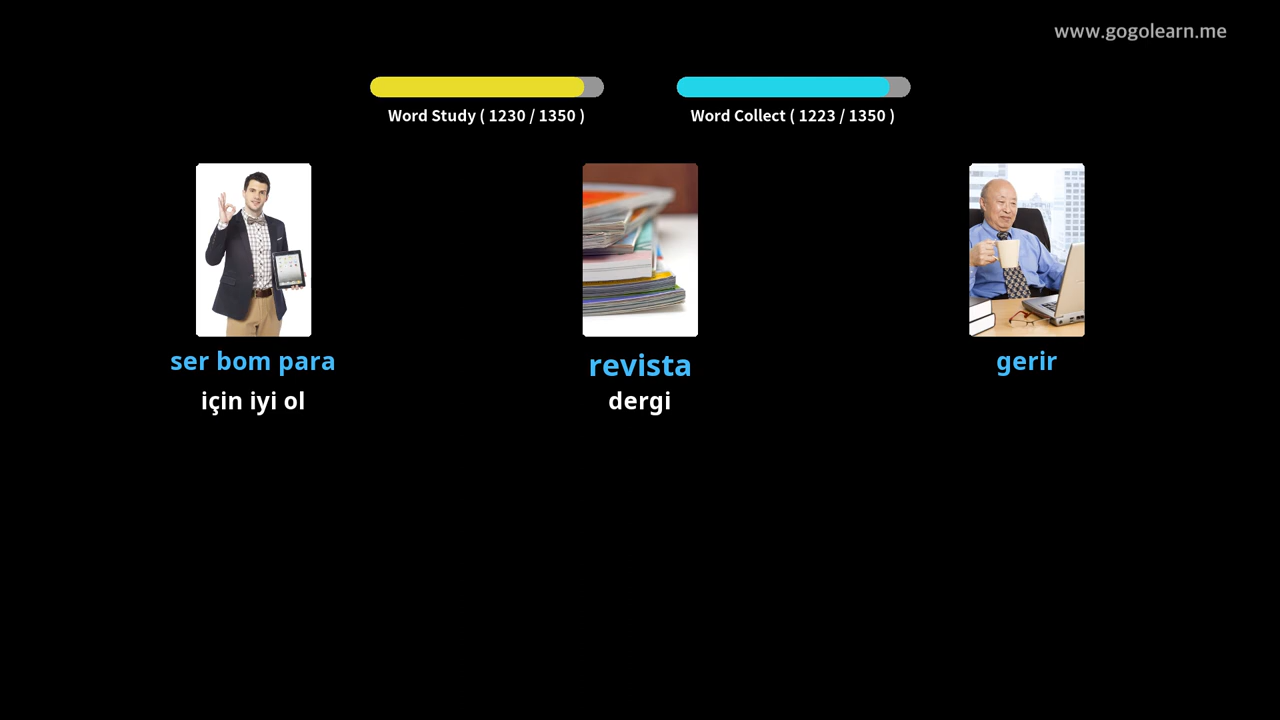 www.gogolearn.me
Word Study ( 1230 / 1350 )
Word Collect ( 1223 / 1350 )
ser bom para
için iyi ol
revista
dergi
gerir